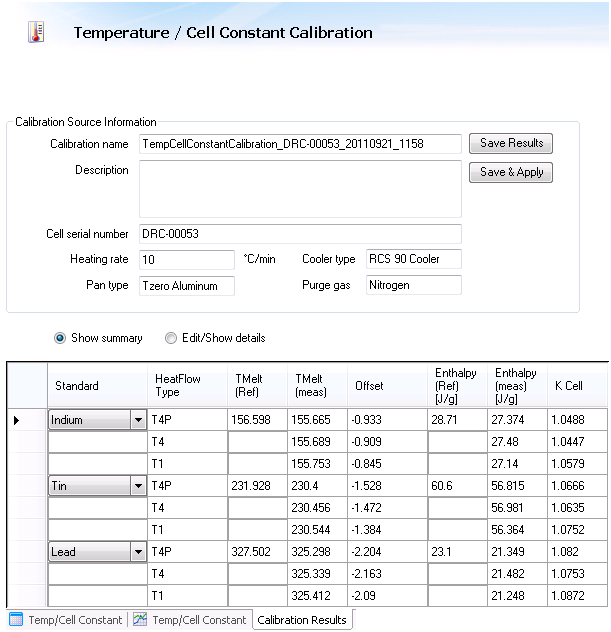 Temperature / Cell Constant Calibration
Calibration Source Information
Calibration name TempCellConstantCalibration_DRC-00053_20110921_1158 Save Results
Description Save & Apply
Cell serial number DRC-00053
Heating rate 10 °C/min Cooler type RCS 90 Cooler
Pan type Tzero Aluminum Purge gas Nitrogen
Show summary Edit/Show details
Standard HeatFlow Type TMelt (Ref) TMelt (meas) Offset Enthalpy (Ref) [J/g] Enthalpy (meas) [J/g] K Cell
Indium T4P 156.598 155.665 -0.933 28.71 27.374 1.0488
T4 155.689 -0.909 27.48 1.0447
T1 155.753 -0.845 27.14 1.0579
Tin T4P 231.928 230.4 -1.528 60.6 56.815 1.0666
T4 230.456 -1.472 56.981 1.0635
T1 230.544 -1.384 56.364 1.0752
Lead T4P 327.502 325.298 -2.204 23.1 21.349 1.082
T4 325.339 -2.163 21.482 1.0753
T1 325.412 -2.09 21.248 1.0872
Temp/Cell Constant Temp/Cell Constant Calibration Results